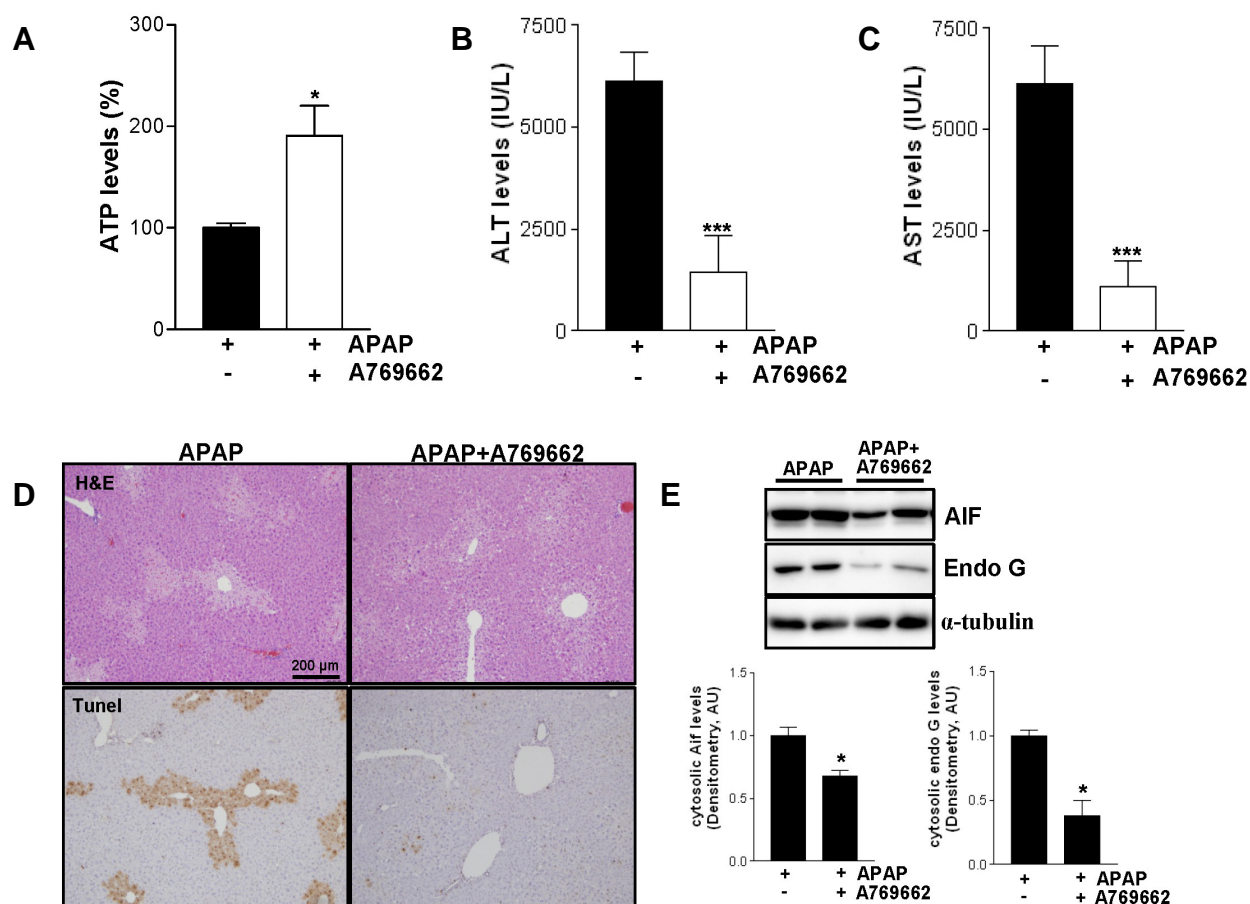 A
ATP levels (%)
300
200
100
0
*
+ + APAP
- + A769662
B
ALT levels (IU/L)
7500
5000
2500
0
***
+ + APAP
- + A769662
C
AST levels (IU/L)
7500
5000
2500
0
***
+ + APAP
- + A769662
D
APAP
APAP+A769662
H&E
200 μm
Tunel
E
APAP
APAP+
A769662
AIF
Endo G
α-tubulin
cytosolic Aif levels
(Densitometry, AU)
1.5
1.0
0.5
0.0
*
+ + APAP
- + A769662
cytosolic endo G levels
(Densitometry, AU)
1.5
1.0
0.5
0.0
*
+ + APAP
- + A769662